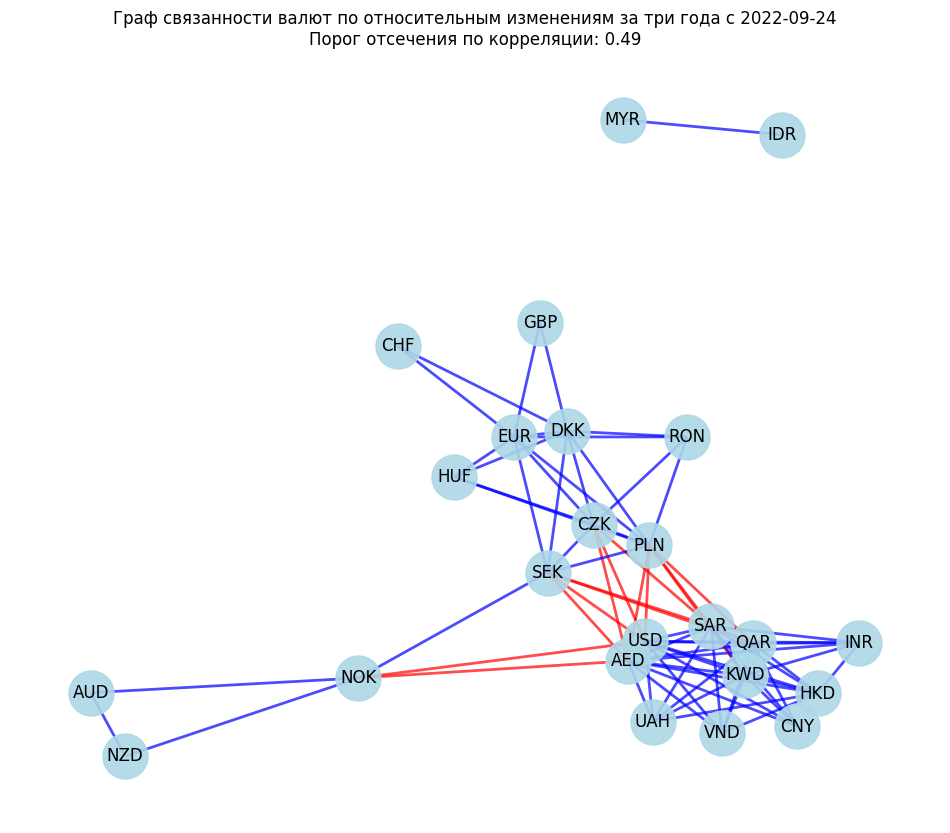 Граф связанности валют по относительным изменениям за три года с 2022-09-24
Порог отсечения по корреляции: 0.49
MYR
IDR
GBP
CHF
DKK
EUR
RON
HUF
CZK
PLN
SEK
SAR
USD
QAR
INR
AED
KWD
NOK
HKD
AUD
UAH
CNY
VND
NZD